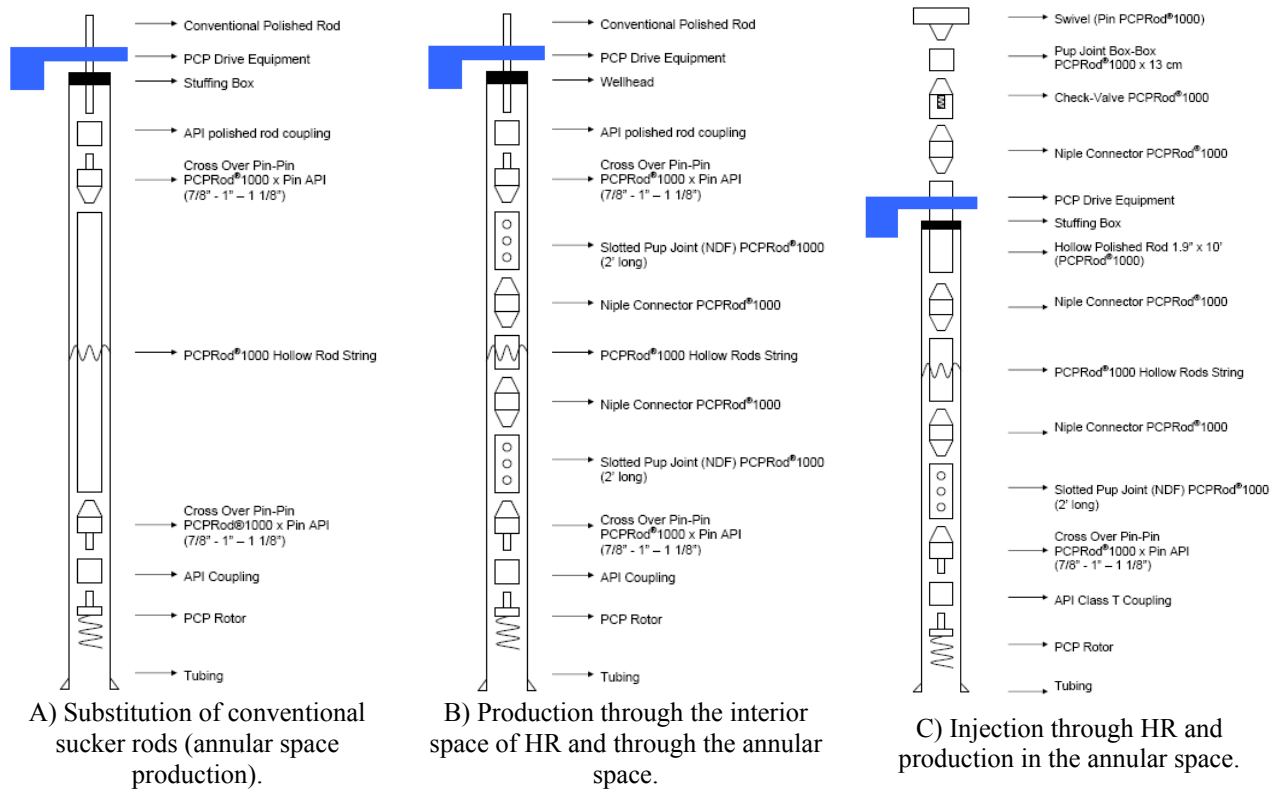 Conventional Polished Rod
PCP Drive Equipment
Stuffing Box
API polished rod coupling
Cross Over Pin-Pin
PCPRod®1000 x Pin API
(7/8" - 1" – 1 1/8")
PCPRod®1000 Hollow Rod String
Cross Over Pin-Pin
PCPRod®1000 x Pin API
(7/8" - 1" – 1 1/8")
API Coupling
PCP Rotor
Tubing
A) Substitution of conventional
sucker rods (annular space
production).
Conventional Polished Rod
PCP Drive Equipment
Wellhead
API polished rod coupling
Cross Over Pin-Pin
PCPRod®1000 x Pin API
(7/8" - 1" – 1 1/8")
Slotted Pup Joint (NDF) PCPRod®1000
(2' long)
Niple Connector PCPRod®1000
PCPRod®1000 Hollow Rods String
Niple Connector PCPRod®1000
Slotted Pup Joint (NDF) PCPRod®1000
(2' long)
Cross Over Pin-Pin
PCPRod®1000 x Pin API
(7/8" - 1" – 1 1/8")
API Coupling
PCP Rotor
Tubing
B) Production through the interior
space of HR and through the annular
space.
Swivel (Pin PCPRod®1000)
Pup Joint Box-Box
PCPRod®1000 x 13 cm
Check-Valve PCPRod®1000
Niple Connector PCPRod®1000
PCP Drive Equipment
Stuffing Box
Hollow Polished Rod 1.9" x 10'
(PCPRod®1000)
Niple Connector PCPRod®1000
PCPRod®1000 Hollow Rods String
Niple Connector PCPRod®1000
Slotted Pup Joint (NDF) PCPRod®1000
(2' long)
Cross Over Pin-Pin
PCPRod®1000 x Pin API
(7/8" - 1" – 1 1/8")
API Class T Coupling
PCP Rotor
Tubing
C) Injection through HR and
production in the annular space.